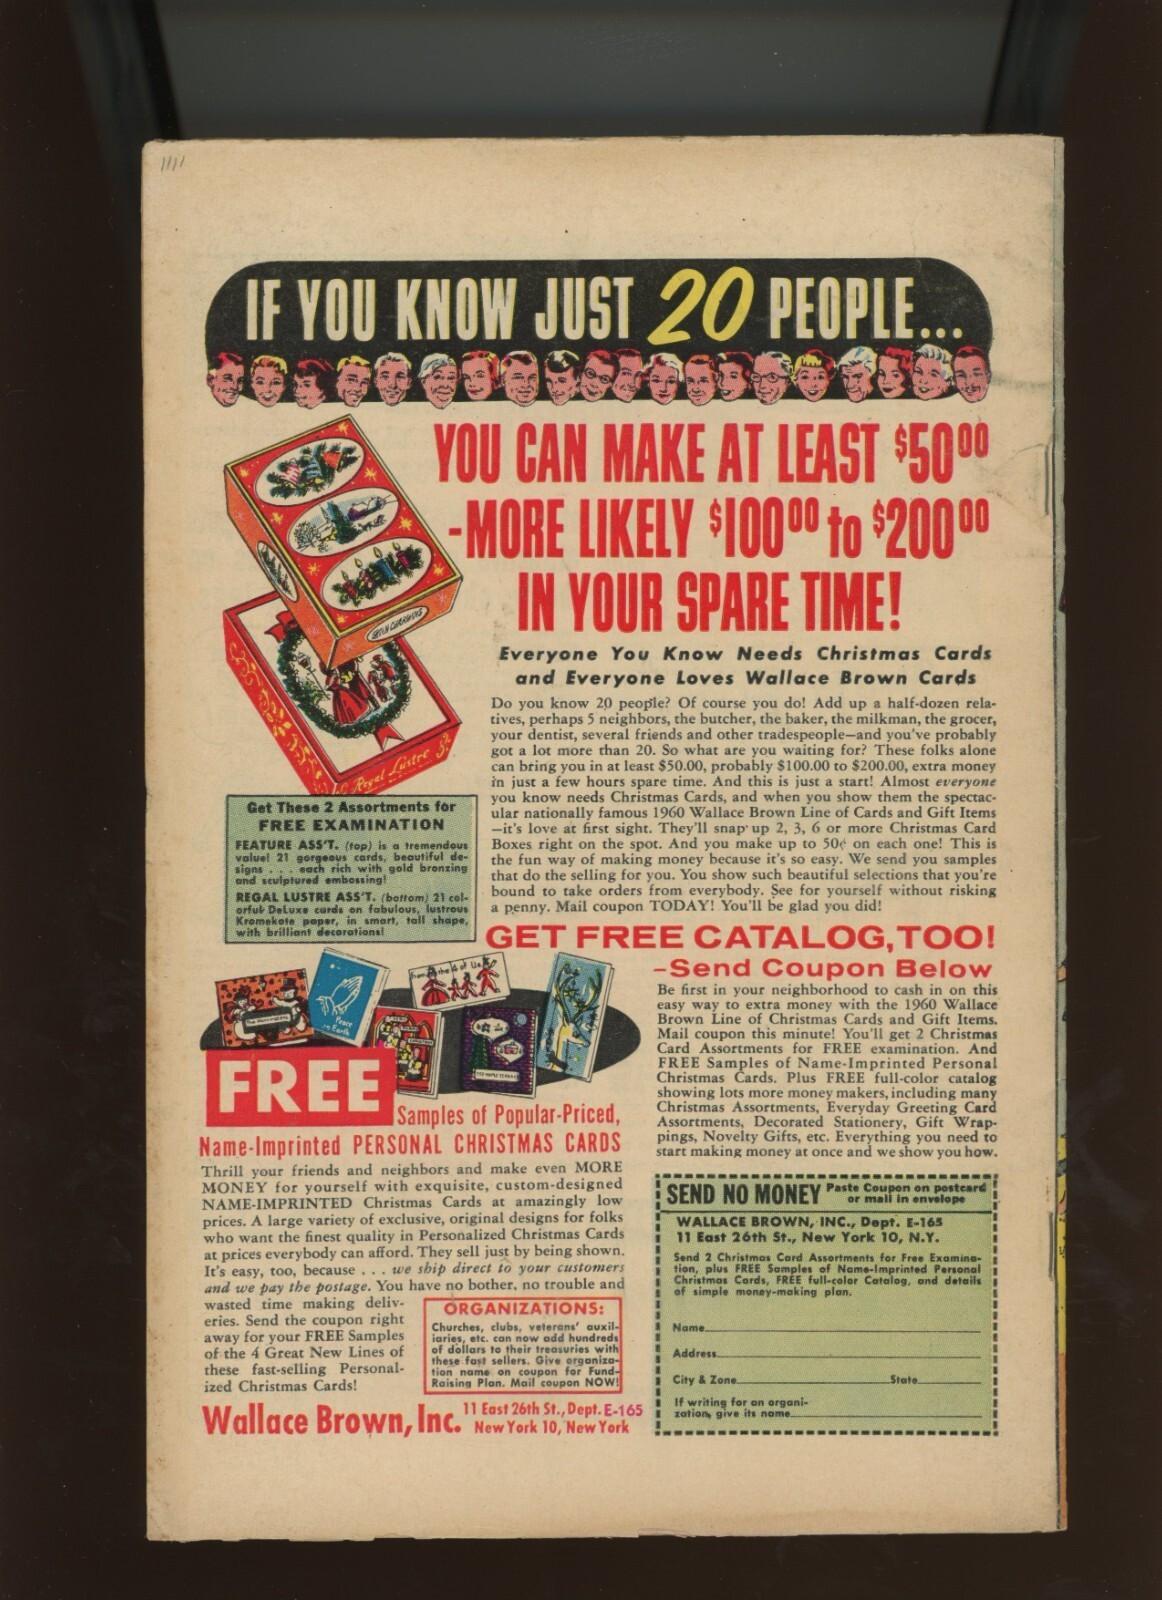 IF YOU KNOW JUST 20 PEOPLE...
YOU CAN MAKE AT LEAST $50⁰⁰
-MORE LIKELY $100⁰⁰ to $200⁰⁰
IN YOUR SPARE TIME!
Everyone You Know Needs Christmas Cards
and Everyone Loves Wallace Brown Cards
Do you know 20 people? Of course you do! Add up a half-dozen rela-
tives, perhaps 5 neighbors, the butcher, the baker, the milkman, the grocer,
your dentist, several friends and other tradespeople—and you've probably
got a lot more than 20. So what are you waiting for? These folks alone
can bring you in at least $50.00, probably $100.00 to $200.00, extra money
in just a few hours spare time. And this is just a start! Almost everyone
you know needs Christmas Cards, and when you show them the spectac-
ular nationally famous 1960 Wallace Brown Line of Cards and Gift Items
—it's love at first sight. They'll snap up 2, 3, 6 or more Christmas Card
Boxes right on the spot. And you make up to 50¢ on each one! This is
the fun way of making money because it's so easy. We send you samples
that do the selling for you. You show such beautiful selections that you're
bound to take orders from everybody. See for yourself without risking
a penny. Mail coupon TODAY! You'll be glad you did!
Royal Lustre
Get These 2 Assortments for
FREE EXAMINATION
FEATURE ASS'T. (top) is a tremendous
value! 21 gorgeous cards, beautiful de-
signs . . . each rich with gold bronzing
and sculptured embossing!
REGAL LUSTRE ASS'T. (bottom) 21 col-
orful DeLuxe cards on fabulous, lustrous
Kromekote paper, in smart, tall shape,
with brilliant decorations!
GET FREE CATALOG, TOO!
-Send Coupon Below
Be first in your neighborhood to cash in on this
easy way to extra money with the 1960 Wallace
Brown Line of Christmas Cards and Gift Items.
Mail coupon this minute! You'll get 2 Christmas
Card Assortments for FREE examination. And
FREE Samples of Name-Imprinted Personal
Christmas Cards. Plus FREE full-color catalog
showing lots more money makers, including many
Christmas Assortments, Everyday Greeting Card
Assortments, Decorated Stationery, Gift Wrap-
pings, Novelty Gifts, etc. Everything you need to
start making money at once and we show you how.
Peace
on Earth
from the 4 of Us
FREE
Samples of Popular-Priced,
Name-Imprinted PERSONAL CHRISTMAS CARDS
Thrill your friends and neighbors and make even MORE
MONEY for yourself with exquisite, custom-designed
NAME-IMPRINTED Christmas Cards at amazingly low
prices. A large variety of exclusive, original designs for folks
who want the finest quality in Personalized Christmas Cards
at prices everybody can afford. They sell just by being shown.
It's easy, too, because . . . we ship direct to your customers
and we pay the postage. You have no bother, no trouble and
wasted time making deliv-
eries. Send the coupon right
away for your FREE Samples
of the 4 Great New Lines of
these fast-selling Personal-
ized Christmas Cards!
ORGANIZATIONS:
Churches, clubs, veterans' auxil-
iaries, etc. can now add hundreds
of dollars to their treasuries with
these fast sellers. Give organiza-
tion name on coupon for Fund-
Raising Plan. Mail coupon NOW!
Wallace Brown, Inc. 11 East 26th St., Dept. E-165
New York 10, New York
SEND NO MONEY Paste Coupon on postcard
or mail in envelope
WALLACE BROWN, INC., Dept. E-165
11 East 26th St., New York 10, N.Y.
Send 2 Christmas Card Assortments for Free Examina-
tion, plus FREE Samples of Name-Imprinted Personal
Christmas Cards, FREE full-color Catalog, and details
of simple money-making plan.
Name
Address
City & Zone State
If writing for an organi-
zation, give its name